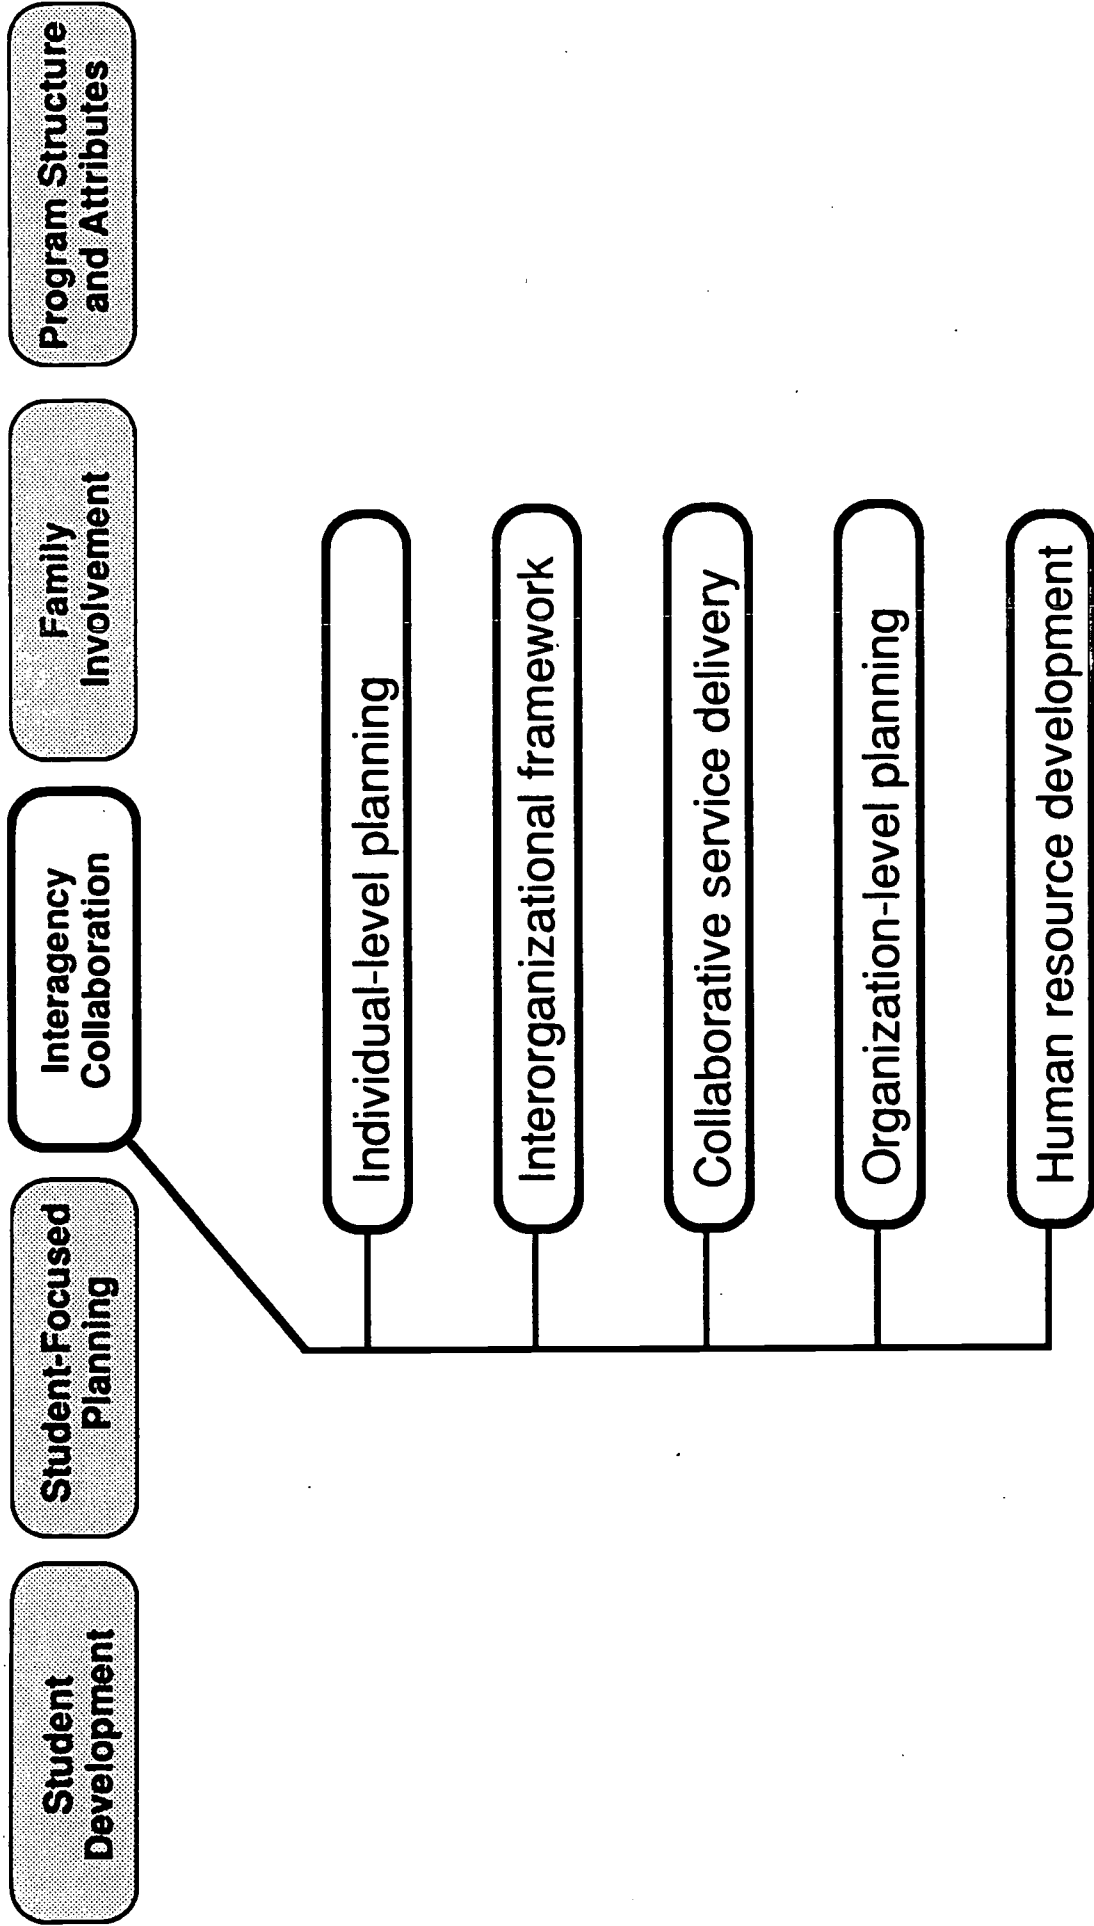 Student
Development
Student-Focused
Planning
Interagency
Collaboration
Family
Involvement
Program Structure
and Attributes
Individual-level planning
Interorganizational framework
Collaborative service delivery
Organization-level planning
Human resource development